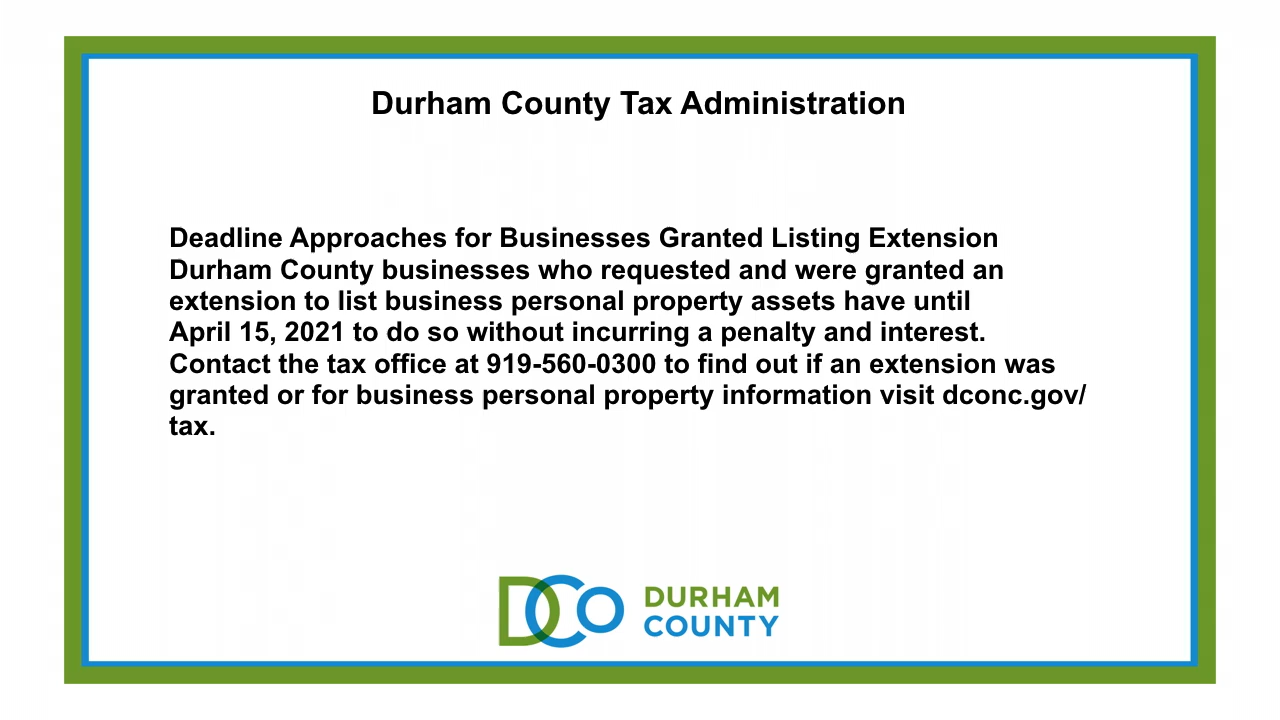 Durham County Tax Administration
Deadline Approaches for Businesses Granted Listing Extension
Durham County businesses who requested and were granted an
extension to list business personal property assets have until
April 15, 2021 to do so without incurring a penalty and interest.
Contact the tax office at 919-560-0300 to find out if an extension was
granted or for business personal property information visit dconc.gov/
tax.
DCO DURHAM
COUNTY